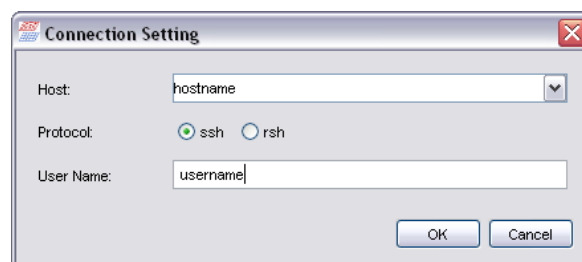 Connection Setting
Host: hostname
Protocol: ssh rsh
User Name: username
OK Cancel